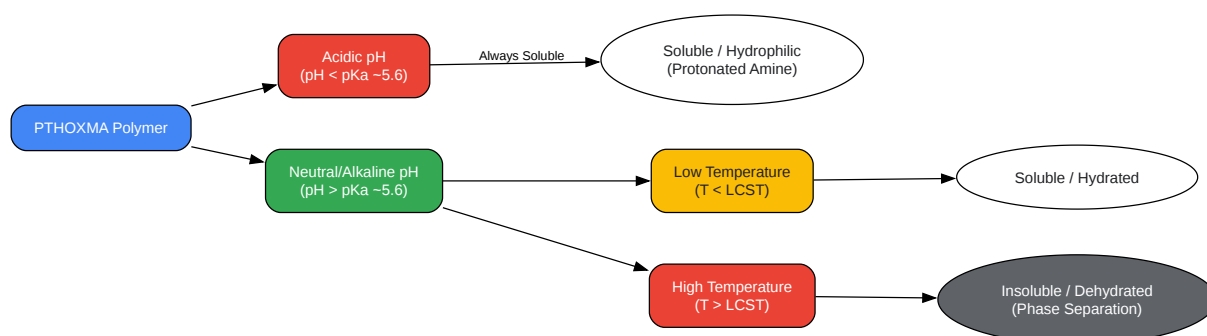 PTHOXMA Polymer
Acidic pH
(pH < pKa ~5.6)
Always Soluble
Soluble / Hydrophilic
(Protonated Amine)
Neutral/Alkaline pH
(pH > pKa ~5.6)
Low Temperature
(T < LCST)
Soluble / Hydrated
High Temperature
(T > LCST)
Insoluble / Dehydrated
(Phase Separation)